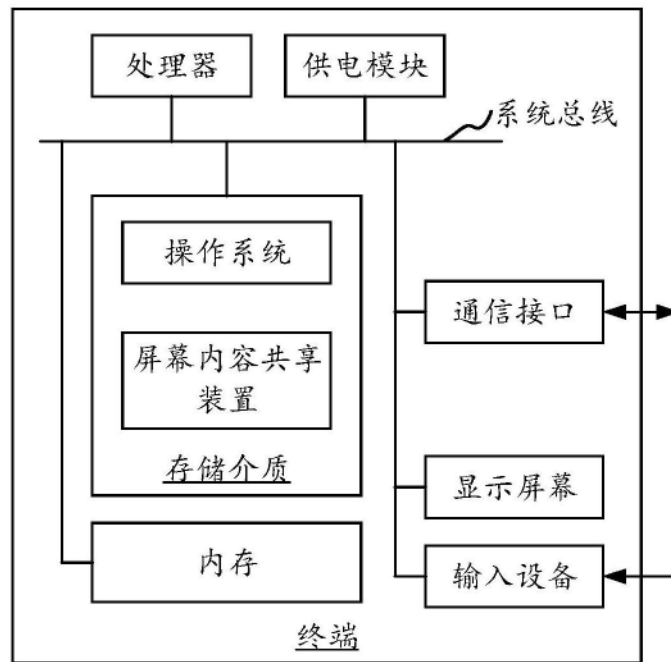 处理器
供电模块
系统总线
操作系统
通信接口
屏幕内容共享
装置
存储介质
显示屏幕
内存
输入设备
终端